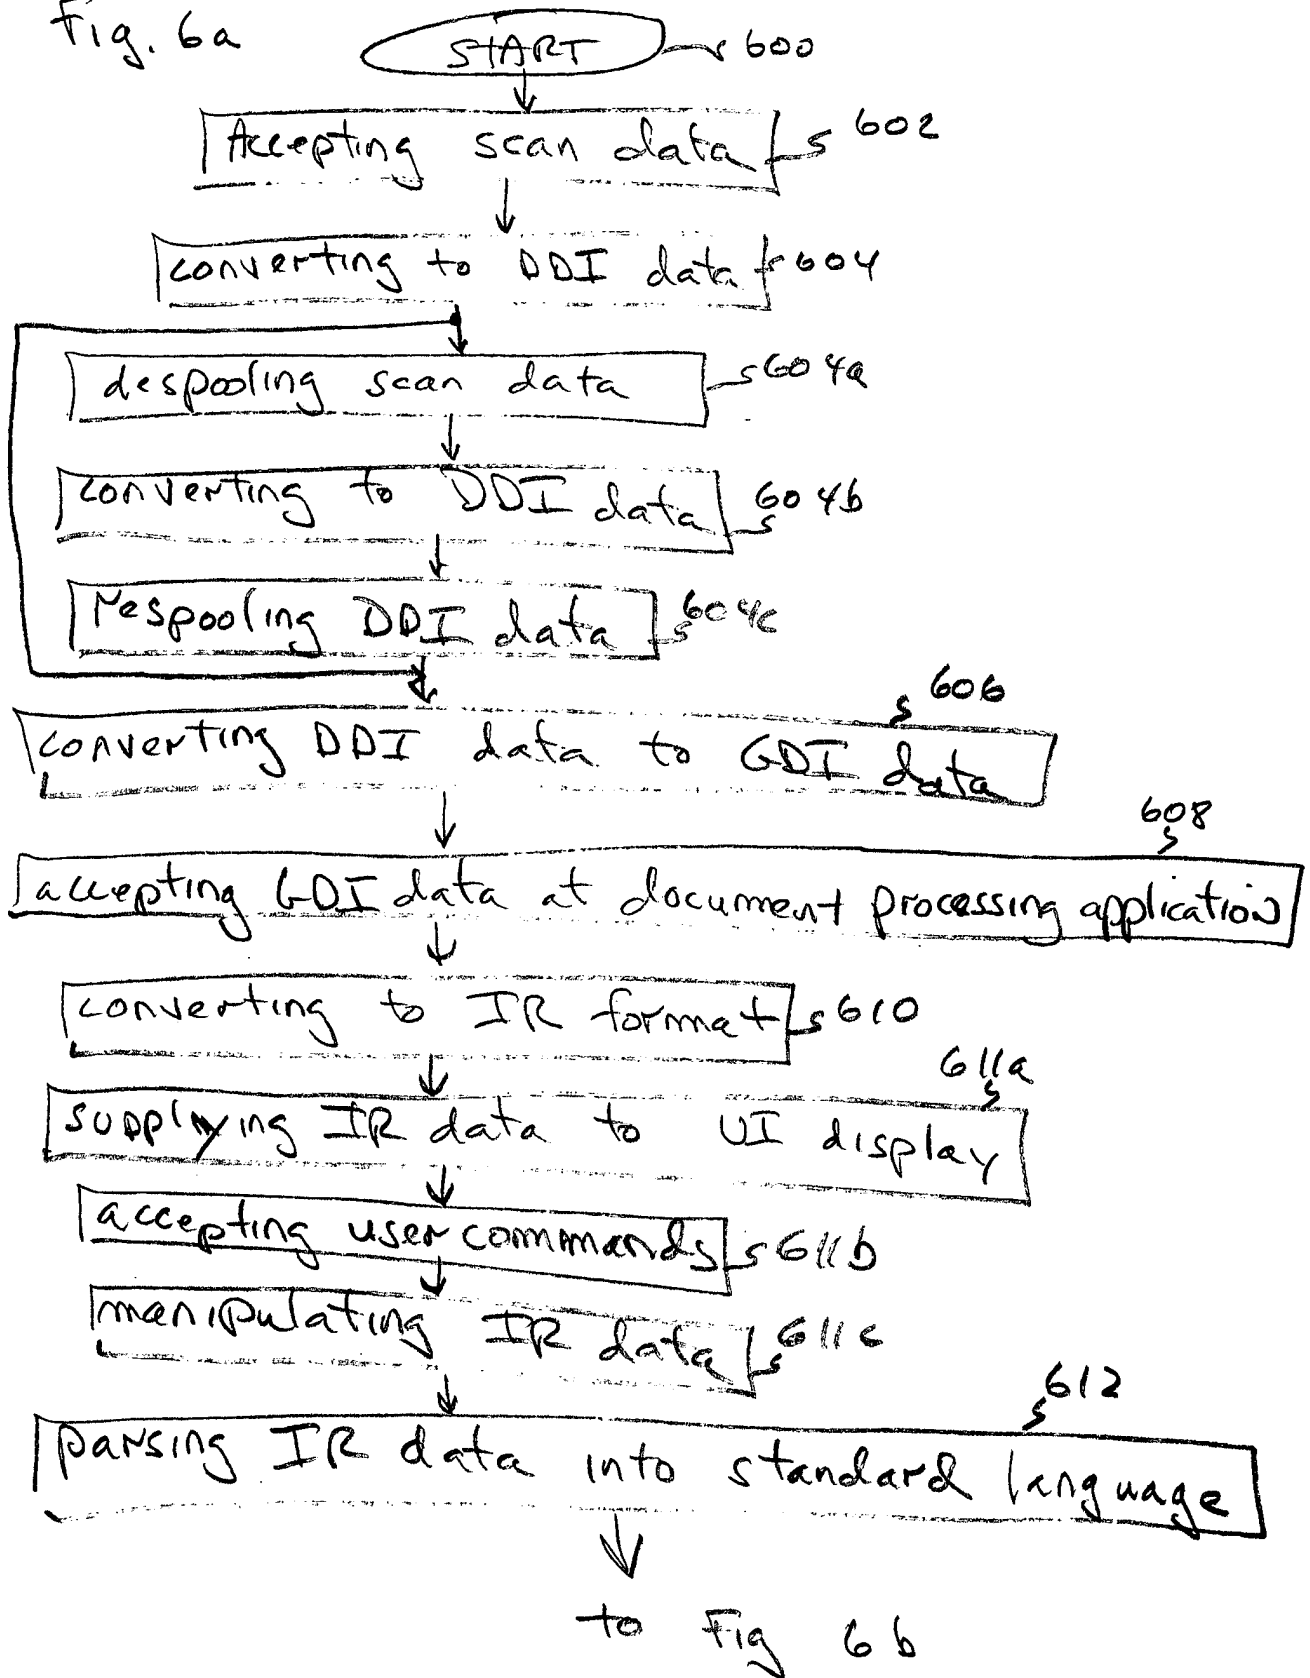 Fig. 6a
START 600
Accepting scan data 602
converting to DDI data 604
despooling scan data 604a
converting to DDI data 604b
respooling DDI data 604c
606
converting DDI data to GDI data
608
accepting GDI data at document processing application
converting to IR format 610
611a
supplying IR data to UI display
accepting user commands 611b
manipulating IR data 611c
612
parsing IR data into standard language
to Fig 6b